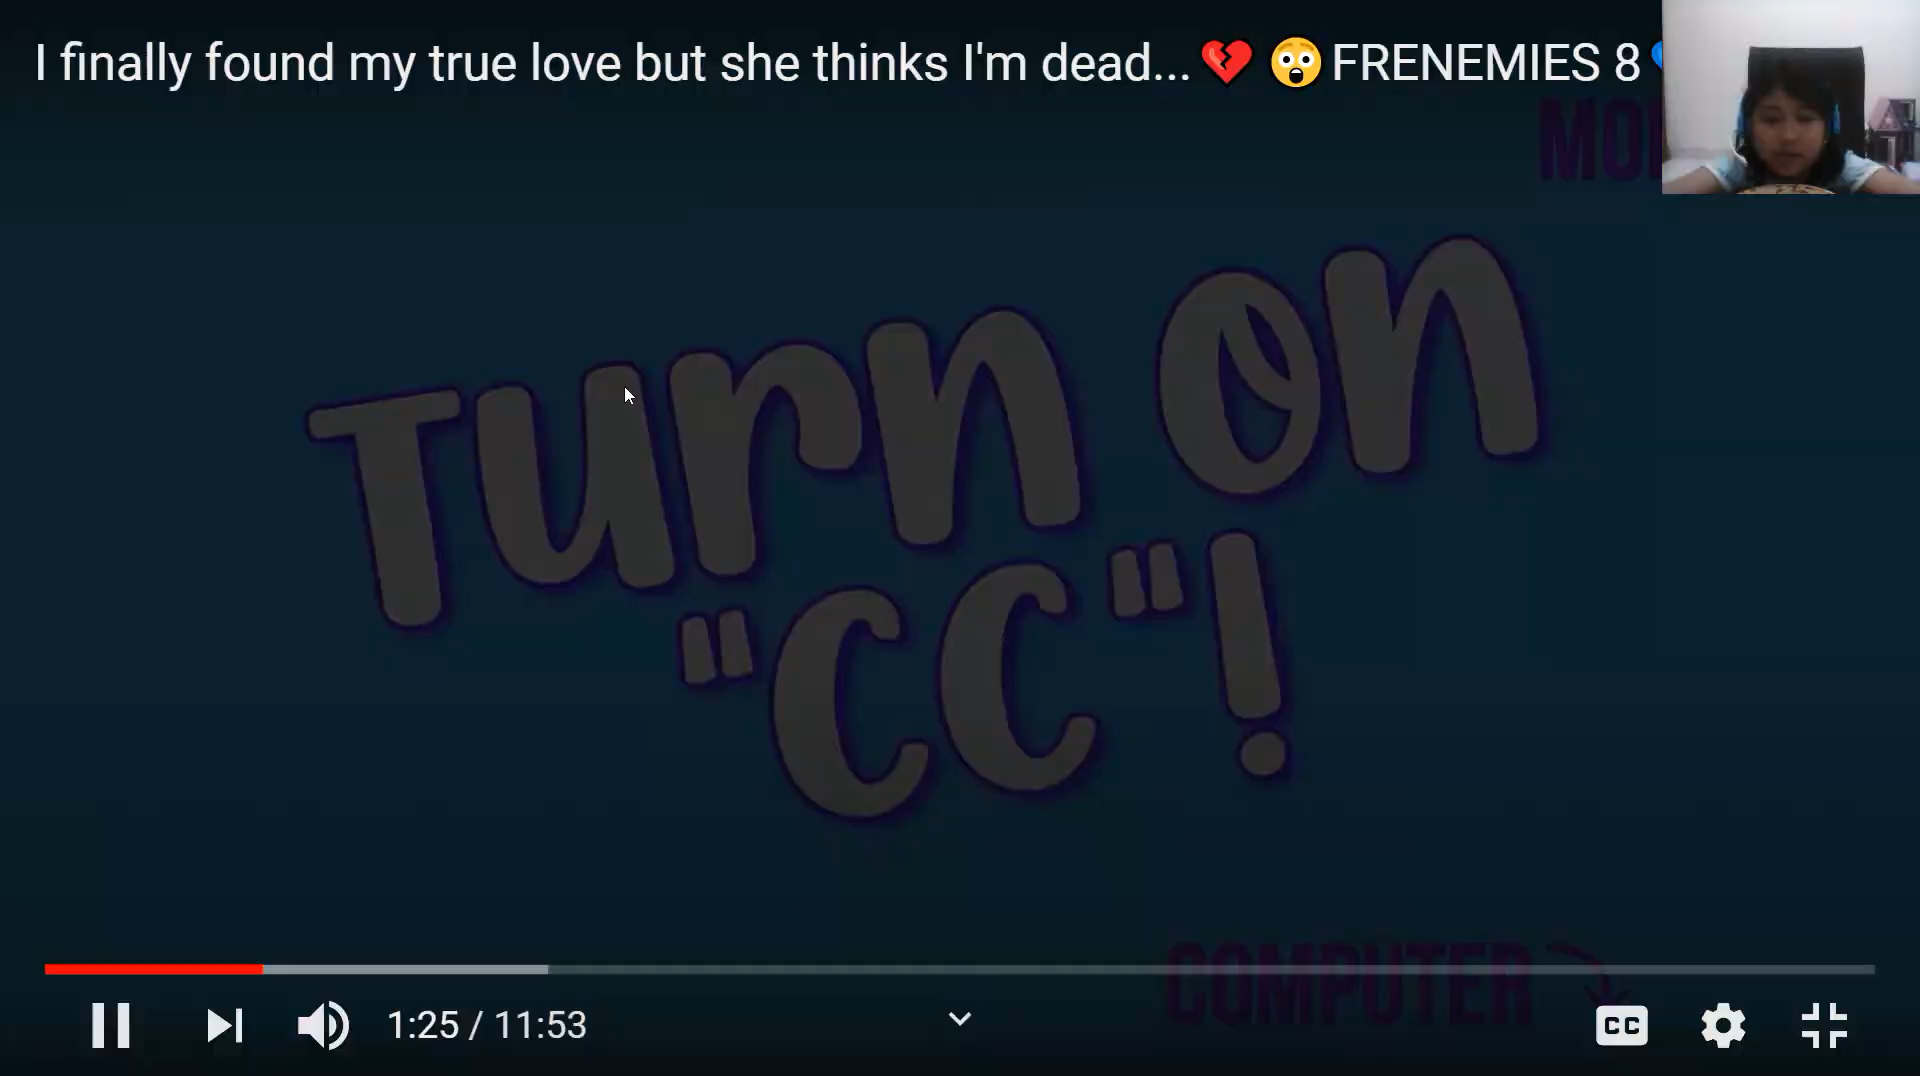 I finally found my true love but she thinks I'm dead...💔 😲FRENEMIES 8
Turn on
"CC"!
COMPUTER
1:25 / 11:53
CC